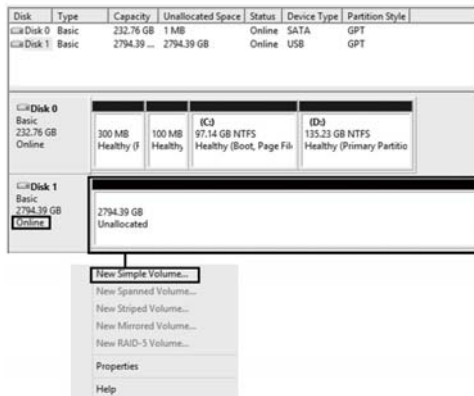 Disk Type Capacity Unallocated Space Status Device Type Partition Style
Disk 0 Basic 232.76 GB 1 MB Online SATA GPT
Disk 1 Basic 2794.39 ... 2794.39 GB Online USB GPT
Disk 0
Basic
232.76 GB
Online
300 MB
Healthy (F
100 MB
Healthy
(C:)
97.14 GB NTFS
Healthy (Boot, Page Fil
(D:)
135.23 GB NTFS
Healthy (Primary Partitio
Disk 1
Basic
2794.39 GB
Online
2794.39 GB
Unallocated
New Simple Volume...
New Spanned Volume...
New Striped Volume...
New Mirrored Volume...
New RAID-5 Volume...
Properties
Help